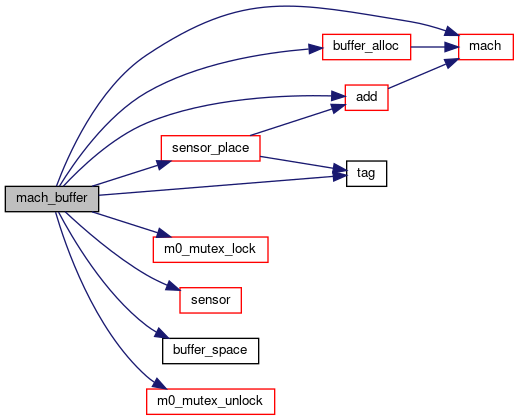 buffer_alloc
mach
add
sensor_place
tag
mach_buffer
m0_mutex_lock
sensor
buffer_space
m0_mutex_unlock